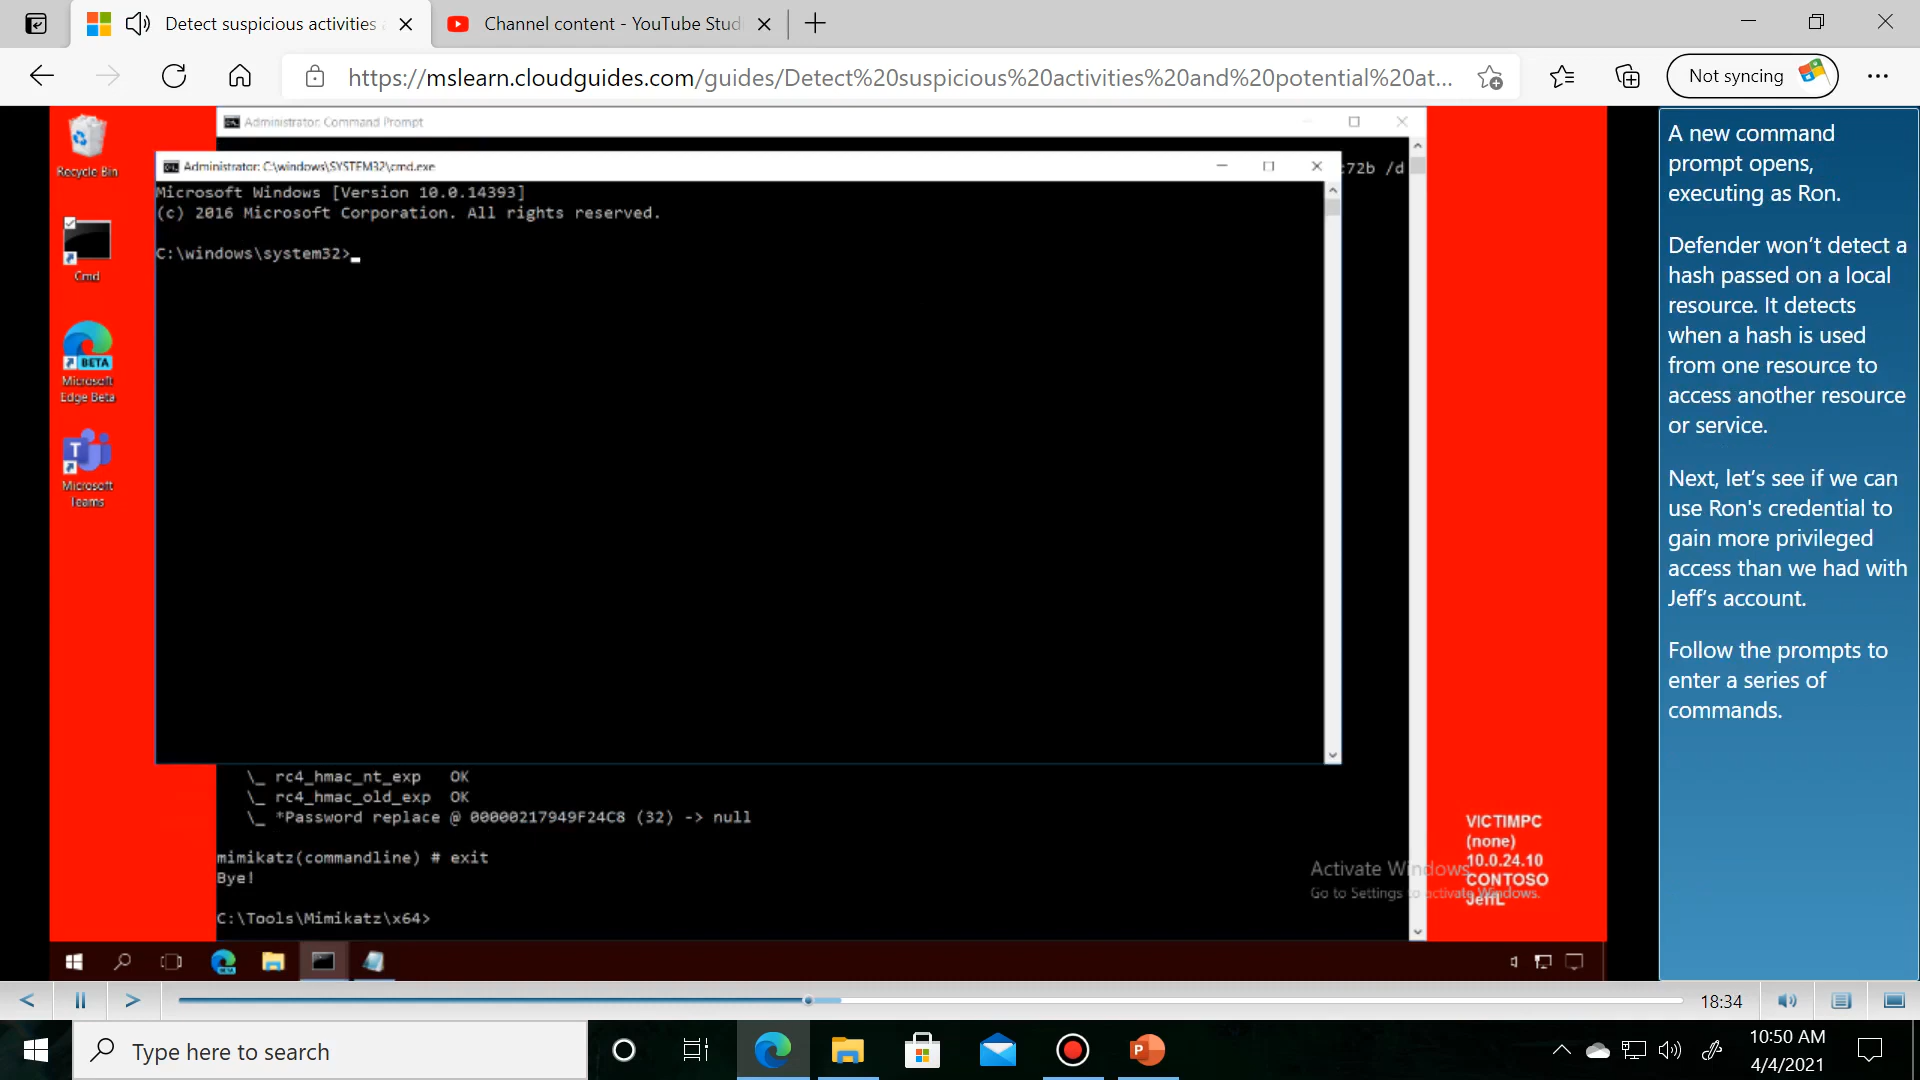 Detect suspicious activities
Channel content - YouTube Stud
https://mslearn.cloudguides.com/guides/Detect%20suspicious%20activities%20and%20potential%20at...
Not syncing
Recycle Bin
Cmd
BETA
Microsoft
Edge Beta
Microsoft
Teams
Administrator: Command Prompt
:72b /d
Administrator: C:\windows\SYSTEM32\cmd.exe
Microsoft Windows [Version 10.0.14393]
(c) 2016 Microsoft Corporation. All rights reserved.
C:\windows\system32>
\_ rc4_hmac_nt_exp OK
\_ rc4_hmac_old_exp OK
\_ *Password replace @ 00000217949F24C8 (32) -> null
mimikatz(commandline) # exit
Bye!
C:\Tools\Mimikatz\x64>
VICTIMPC
(none)
10.0.24.10
CONTOSO
JeffL
Activate Windows
Go to Settings to activate Windows.
A new command
prompt opens,
executing as Ron.
Defender won’t detect a
hash passed on a local
resource. It detects
when a hash is used
from one resource to
access another resource
or service.
Next, let’s see if we can
use Ron's credential to
gain more privileged
access than we had with
Jeff’s account.
Follow the prompts to
enter a series of
commands.
18:34
Type here to search
10:50 AM
4/4/2021